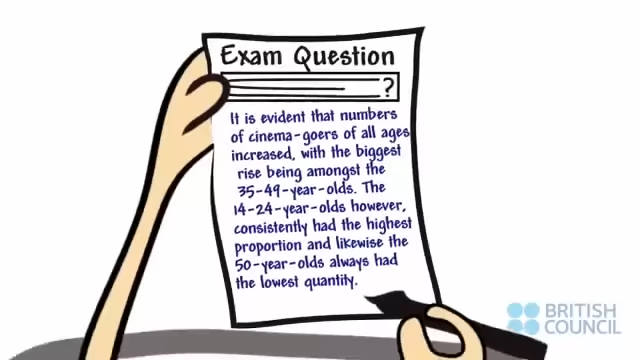 Exam Question
?
It is evident that numbers
of cinema-goers of all ages
increased, with the biggest
rise being amongst the
35-49-year-olds. The
14-24-year-olds however,
consistently had the highest
proportion and likewise the
50-year-olds always had
the lowest quantity.
BRITISH
COUNCIL